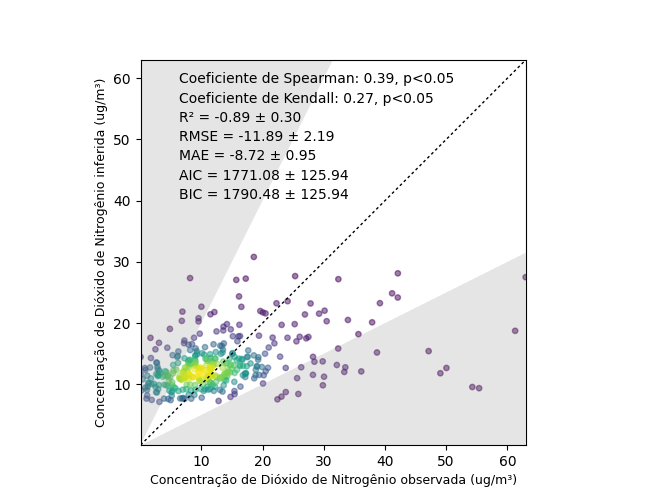 Coeficiente de Spearman: 0.39, p<0.05
Coeficiente de Kendall: 0.27, p<0.05
R² = -0.89 ± 0.30
RMSE = -11.89 ± 2.19
MAE = -8.72 ± 0.95
AIC = 1771.08 ± 125.94
BIC = 1790.48 ± 125.94
Concentração de Dióxido de Nitrogênio inferida (ug/m³)
60
50
40
30
20
10
10 20 30 40 50 60
Concentração de Dióxido de Nitrogênio observada (ug/m³)